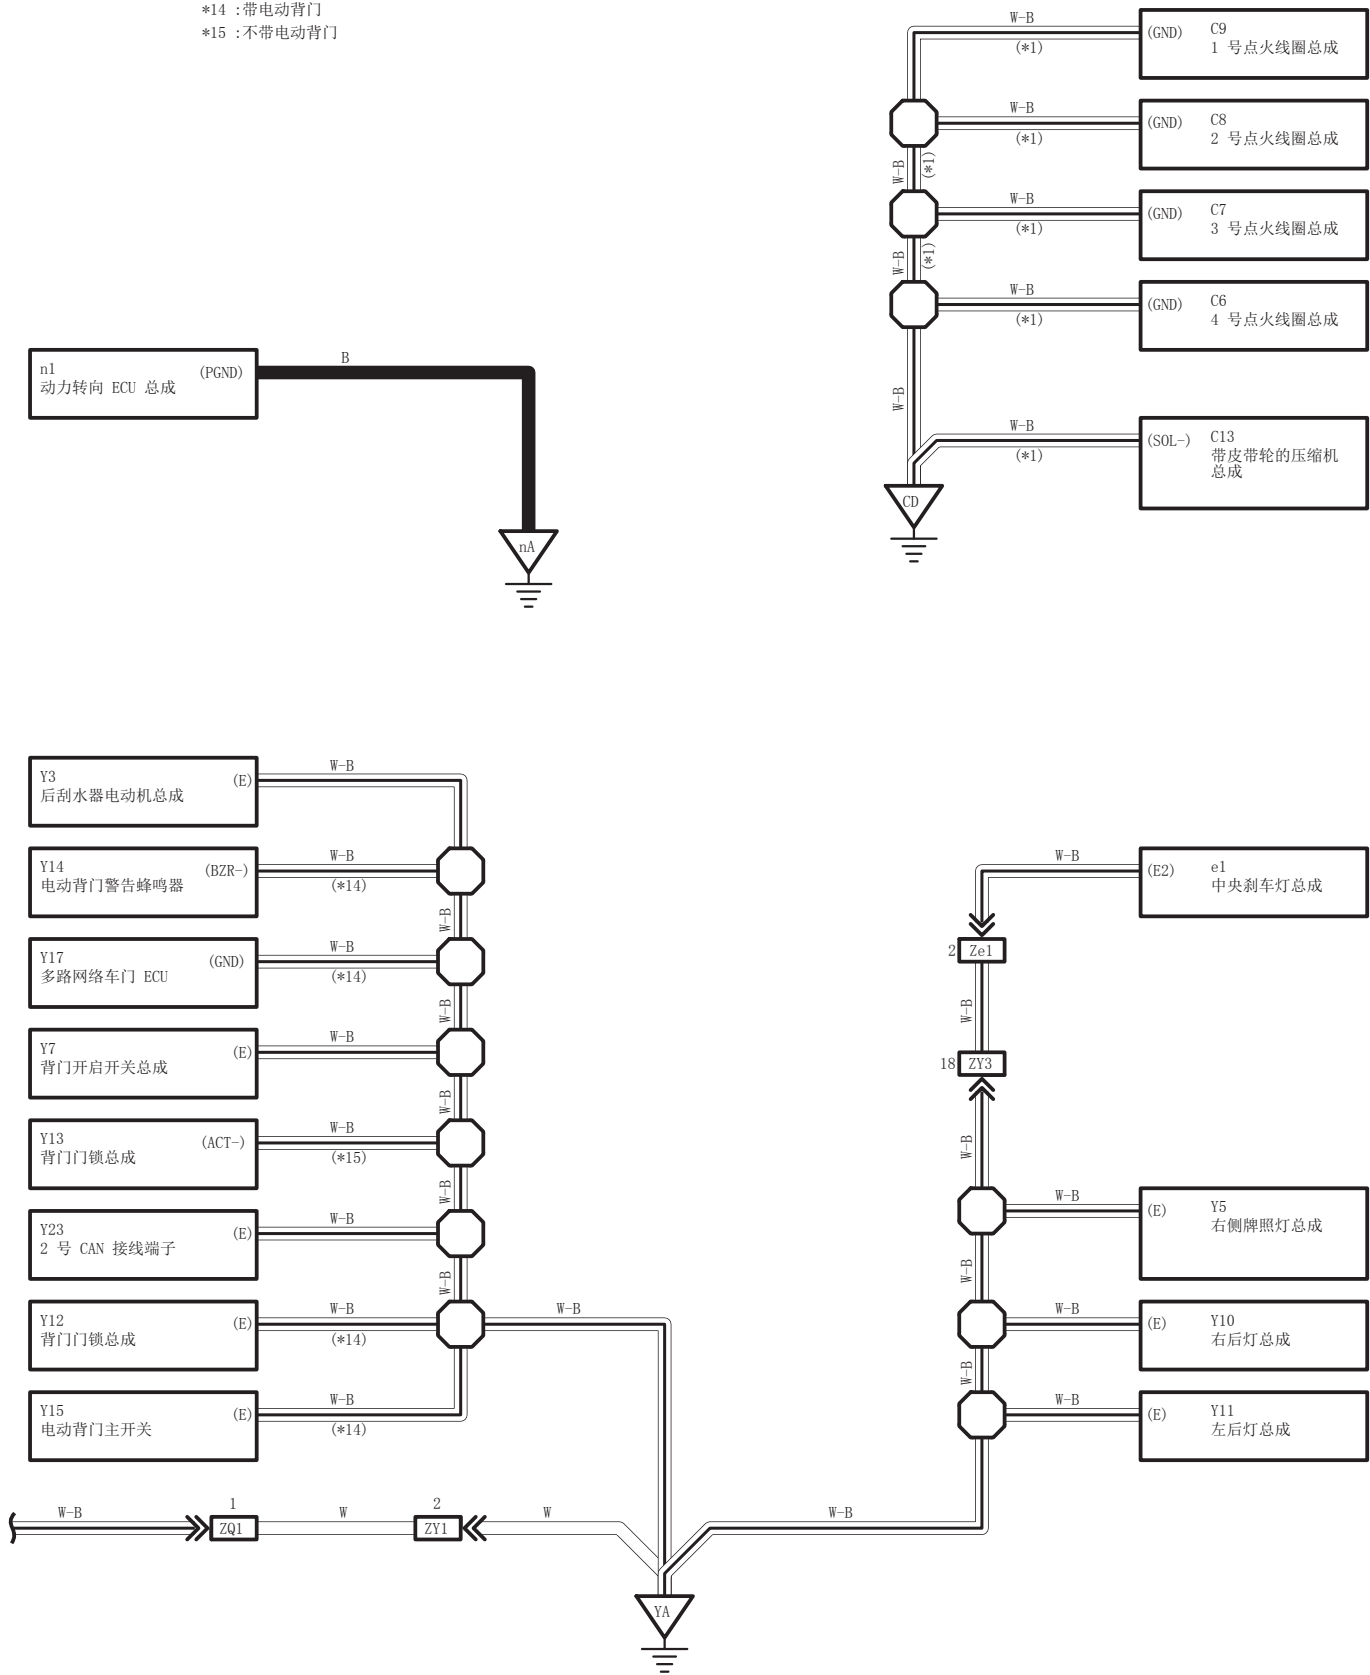 *14 :带电动背门
*15 :不带电动背门
W-B
(*1)
(GND)
C9
1 号点火线圈总成
W-B
(*1)
(GND)
C8
2 号点火线圈总成
W-B
(*1)
W-B
(*1)
(GND)
C7
3 号点火线圈总成
W-B
(*1)
W-B
(*1)
(GND)
C6
4 号点火线圈总成
n1
动力转向 ECU 总成
(PGND)
B
nA
W-B
W-B
(*1)
(SOL-)
C13
带皮带轮的压缩机
总成
CD
Y3
后刮水器电动机总成
(E)
W-B
Y14
电动背门警告蜂鸣器
(BZR-)
W-B
(*14)
W-B
Y17
多路网络车门 ECU
(GND)
W-B
(*14)
W-B
Y7
背门开启开关总成
(E)
W-B
W-B
Y13
背门门锁总成
(ACT-)
W-B
(*15)
W-B
Y23
2 号 CAN 接线端子
(E)
W-B
W-B
Y12
背门门锁总成
(E)
W-B
(*14)
W-B
Y15
电动背门主开关
(E)
W-B
(*14)
W-B
(E2)
e1
中央刹车灯总成
2
Ze1
W-B
18
ZY3
W-B
W-B
(E)
Y5
右侧牌照灯总成
W-B
W-B
(E)
Y10
右后灯总成
W-B
W-B
(E)
Y11
左后灯总成
W-B
1
ZQ1
W
2
ZY1
W
W-B
YA